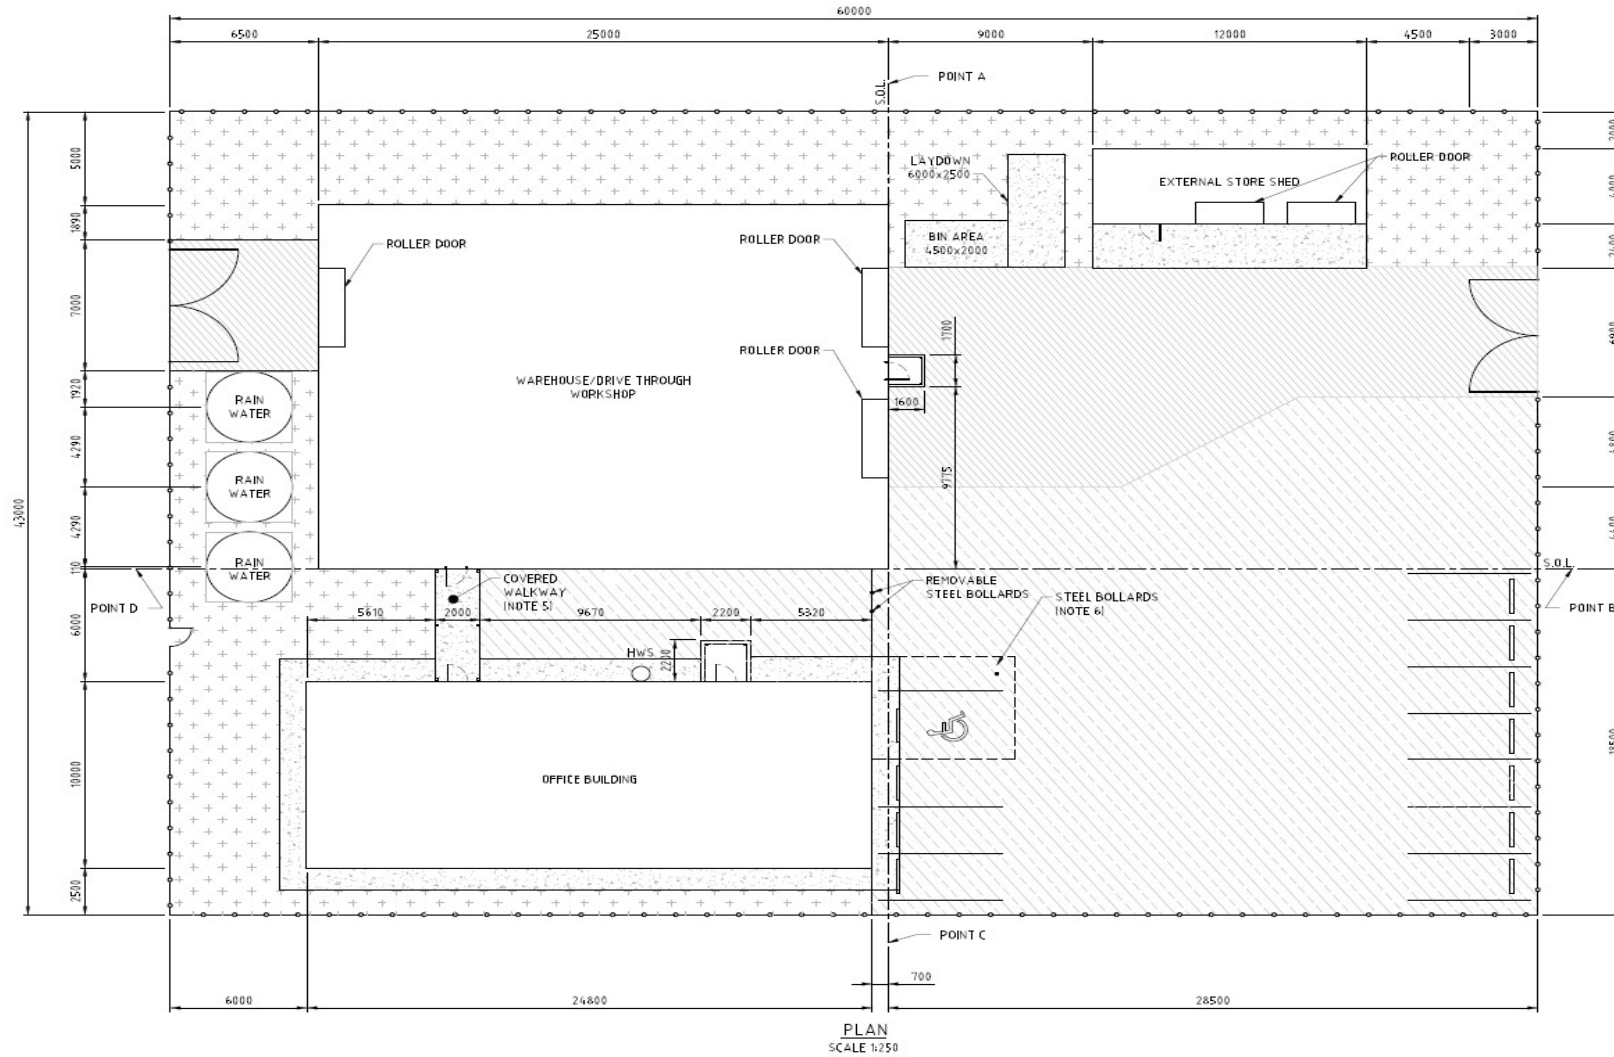 60000
6500
25000
9000
12000
4500
3000
POINT A
S.O.L.
43000
5000
1890
7000
1920
4290
4290
110
6000
10000
2500
LAYDOWN
6000x2500
EXTERNAL STORE SHED
ROLLER DOOR
BIN AREA
4500x2000
ROLLER DOOR
ROLLER DOOR
ROLLER DOOR
1700
1600
9775
WAREHOUSE/DRIVE THROUGH
WORKSHOP
RAIN
WATER
RAIN
WATER
RAIN
WATER
POINT D
S.O.L.
POINT B
COVERED
WALKWAY
(NOTE 5)
REMOVABLE
STEEL BOLLARDS
STEEL BOLLARDS
(NOTE 6)
5610
2000
9670
2200
5320
HWS
2200
OFFICE BUILDING
POINT C
700
6000
24800
28500
PLAN
SCALE 1:250